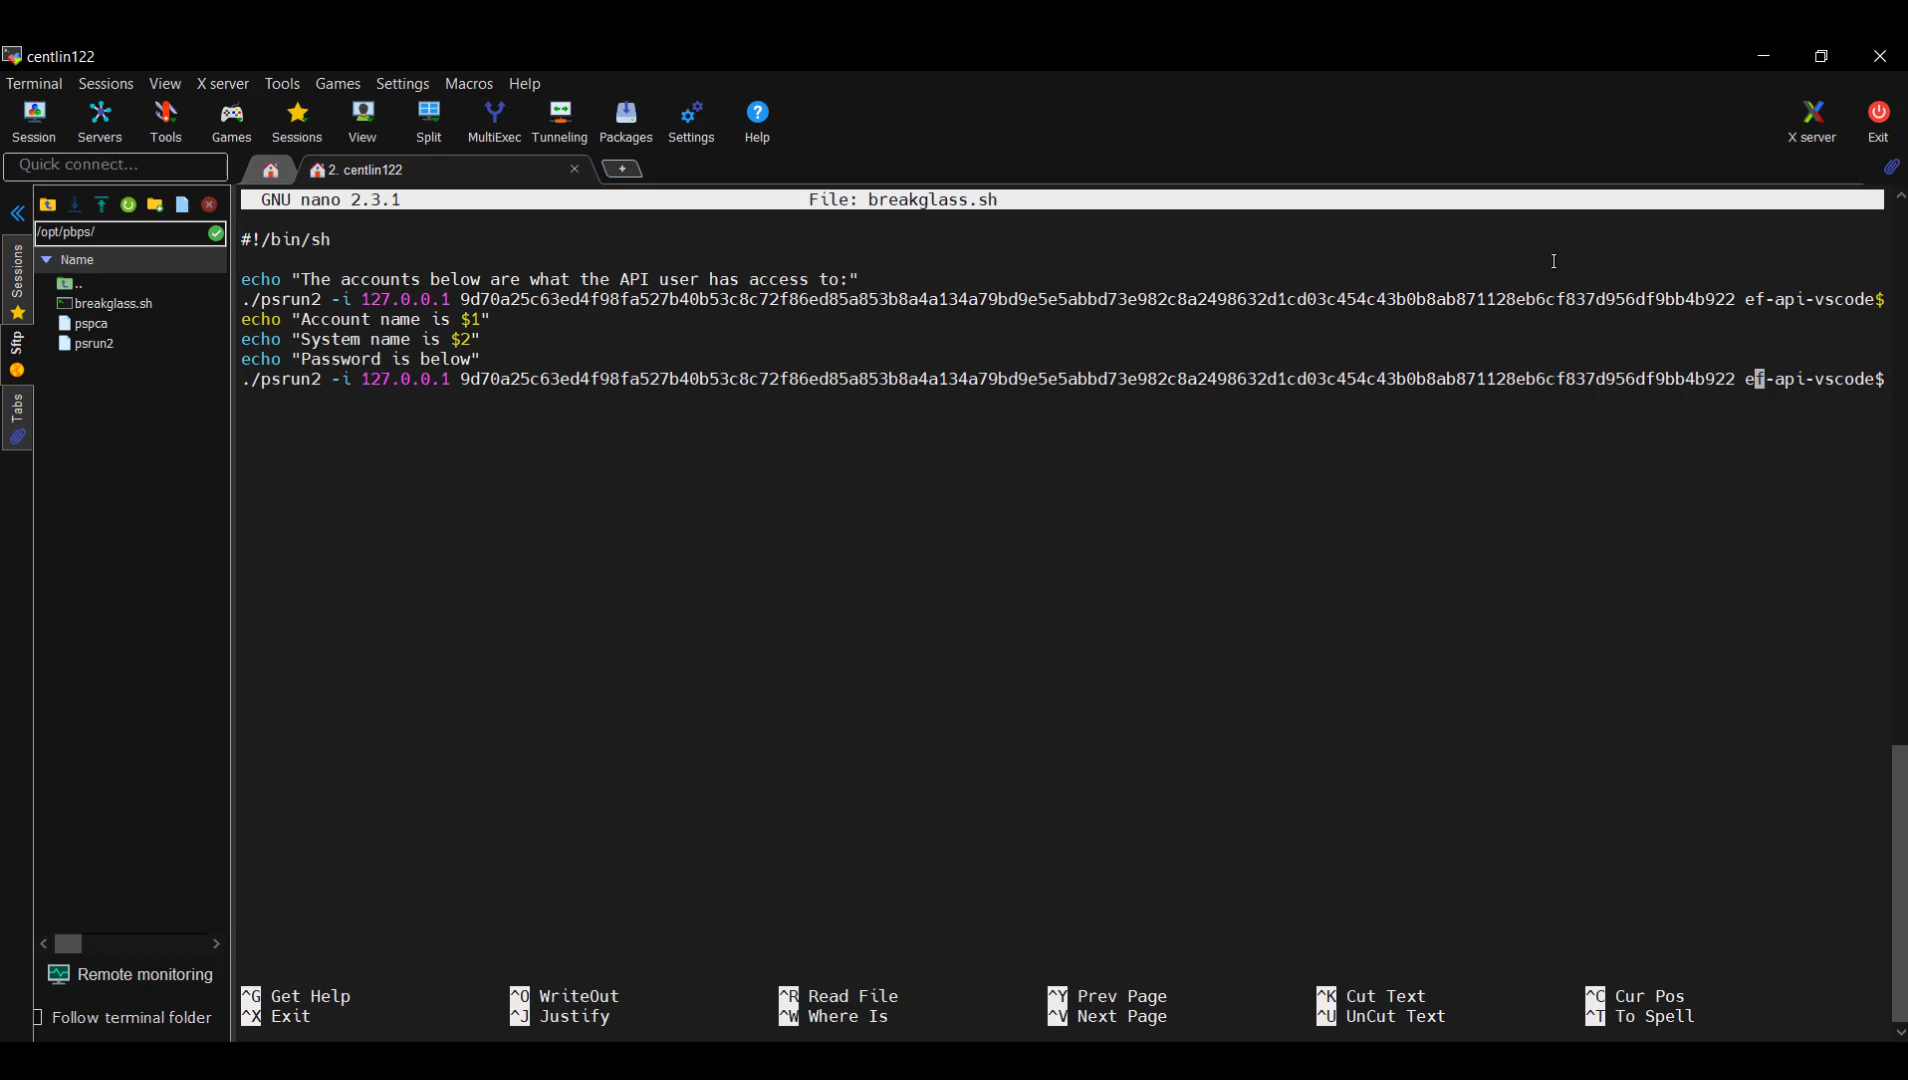 centlin122
Terminal Sessions View X server Tools Games Settings Macros Help
Session Servers Tools Games Sessions View Split MultiExec Tunneling Packages Settings Help X server Exit
Quick connect...
2. centlin122
/opt/pbps/
Name
..
breakglass.sh
pspca
psrun2
Sessions
Sftp
Tabs
GNU nano 2.3.1 File: breakglass.sh
#!/bin/sh
echo "The accounts below are what the API user has access to:"
./psrun2 -i 127.0.0.1 9d70a25c63ed4f98fa527b40b53c8c72f86ed85a853b8a4a134a79bd9e5e5abbd73e982c8a2498632d1cd03c454c43b0b8ab871128eb6cf837d956df9bb4b922 ef-api-vscode$
echo "Account name is $1"
echo "System name is $2"
echo "Password is below"
./psrun2 -i 127.0.0.1 9d70a25c63ed4f98fa527b40b53c8c72f86ed85a853b8a4a134a79bd9e5e5abbd73e982c8a2498632d1cd03c454c43b0b8ab871128eb6cf837d956df9bb4b922 ef-api-vscode$
Remote monitoring
Follow terminal folder
^G Get Help ^O WriteOut ^R Read File ^Y Prev Page ^K Cut Text ^C Cur Pos
^X Exit ^J Justify ^W Where Is ^V Next Page ^U UnCut Text ^T To Spell